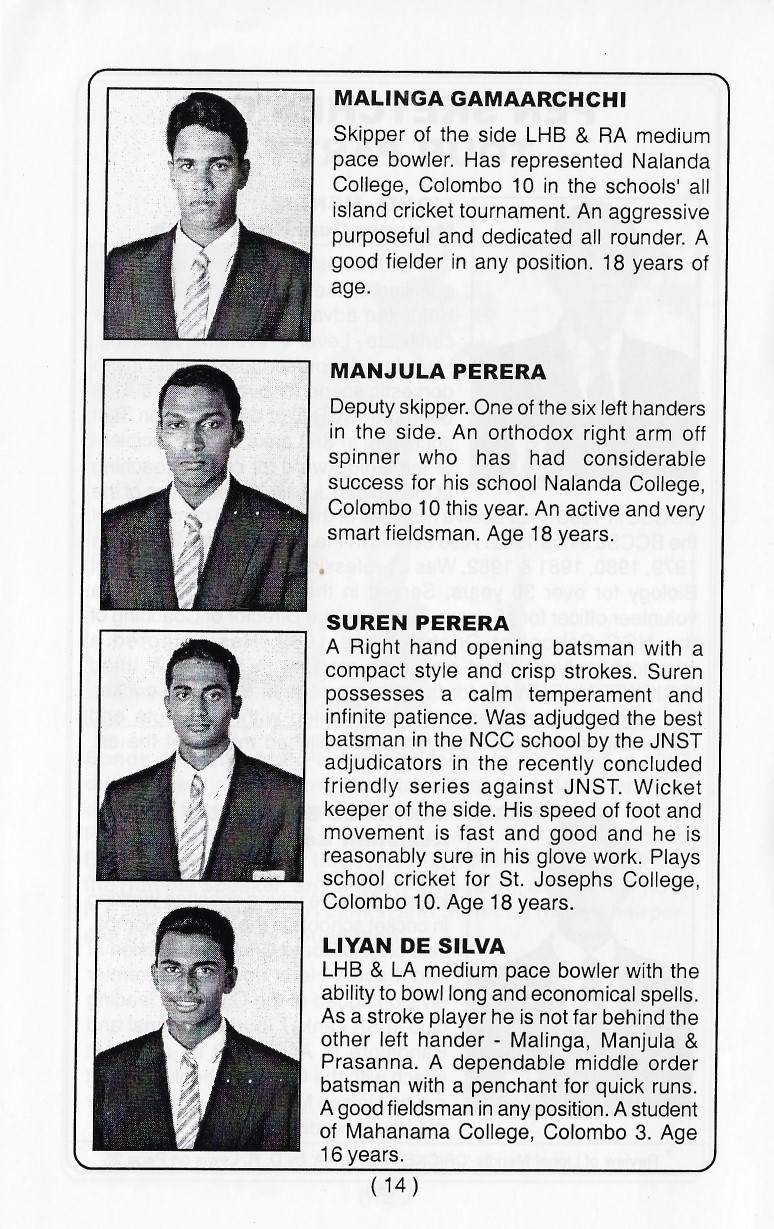 MALINGA GAMAARCHCHI
Skipper of the side LHB & RA medium
pace bowler. Has represented Nalanda
College, Colombo 10 in the schools' all
island cricket tournament. An aggressive
purposeful and dedicated all rounder. A
good fielder in any position. 18 years of
age.
MANJULA PERERA
Deputy skipper. One of the six left handers
in the side. An orthodox right arm off
spinner who has had considerable
success for his school Nalanda College,
Colombo 10 this year. An active and very
smart fieldsman. Age 18 years.
SUREN PERERA
A Right hand opening batsman with a
compact style and crisp strokes. Suren
possesses a calm temperament and
infinite patience. Was adjudged the best
batsman in the NCC school by the JNST
adjudicators in the recently concluded
friendly series against JNST. Wicket
keeper of the side. His speed of foot and
movement is fast and good and he is
reasonably sure in his glove work. Plays
school cricket for St. Josephs College,
Colombo 10. Age 18 years.
LIYAN DE SILVA
LHB & LA medium pace bowler with the
ability to bowl long and economical spells.
As a stroke player he is not far behind the
other left hander - Malinga, Manjula &
Prasanna. A dependable middle order
batsman with a penchant for quick runs.
A good fieldsman in any position. A student
of Mahanama College, Colombo 3. Age
16 years.
( 14 )